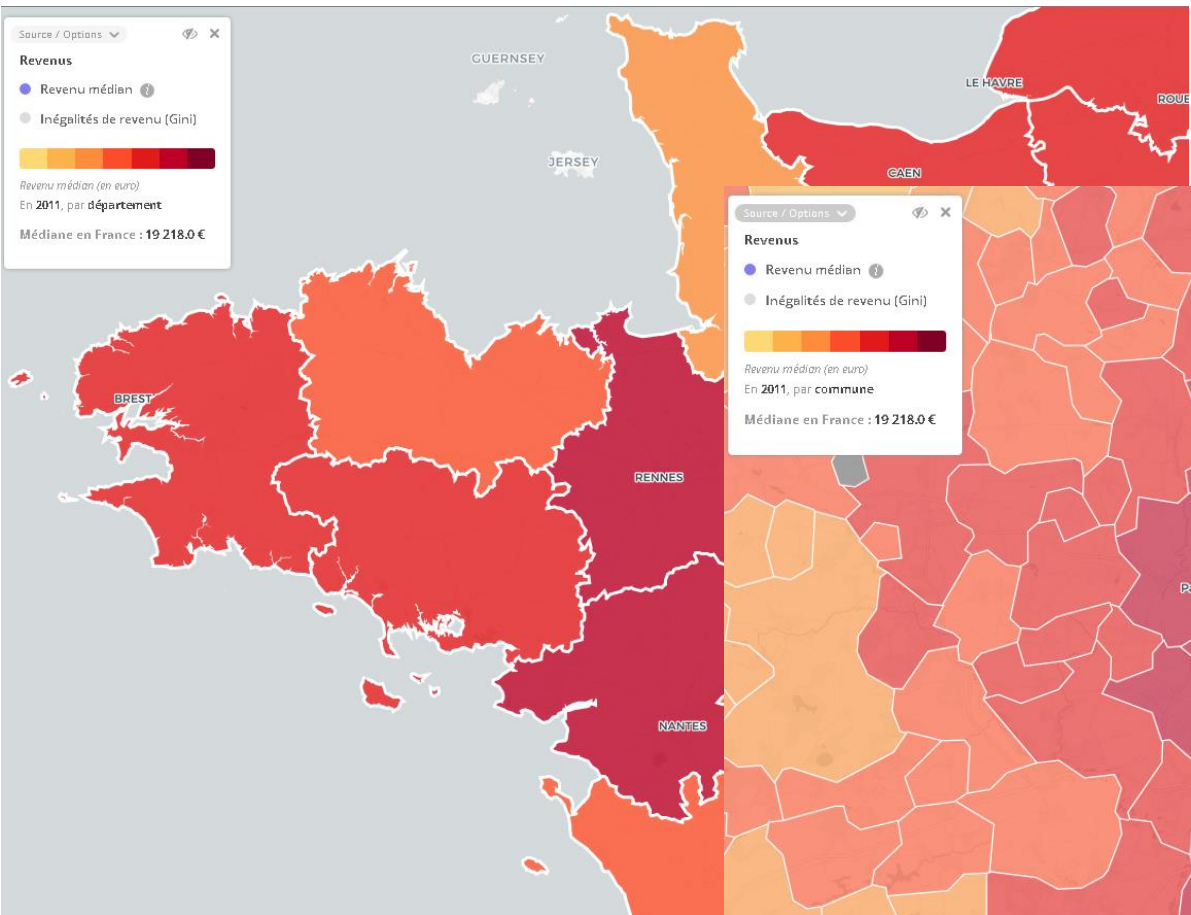 Source / Options
Revenus
Revenu médian
Inégalités de revenu (Gini)
Revenu médian (en euro)
En 2011, par département
Médiane en France : 19 218.0 €
GUERNSEY
JERSEY
LE HAVRE
ROUE
CAEN
BREST
RENNES
NANTES
Source / Options
Revenus
Revenu médian
Inégalités de revenu (Gini)
Revenu médian (en euro)
En 2011, par commune
Médiane en France : 19 218.0 €